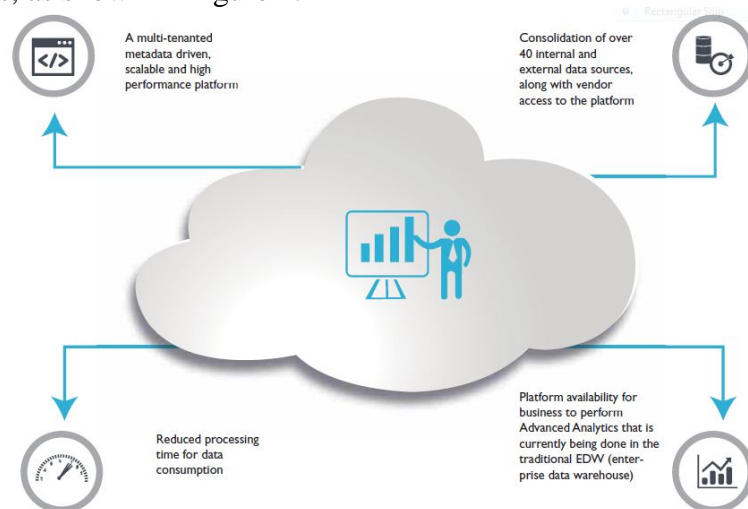 Rectangular Snip
A multi-tenanted
metadata driven,
scalable and high
performance platform
</>
Consolidation of over
40 internal and
external data sources,
along with vendor
access to the platform
Reduced processing
time for data
consumption
Platform availability for
business to perform
Advanced Analytics that is
currently being done in the
traditional EDW (enter-
prise data warehouse)